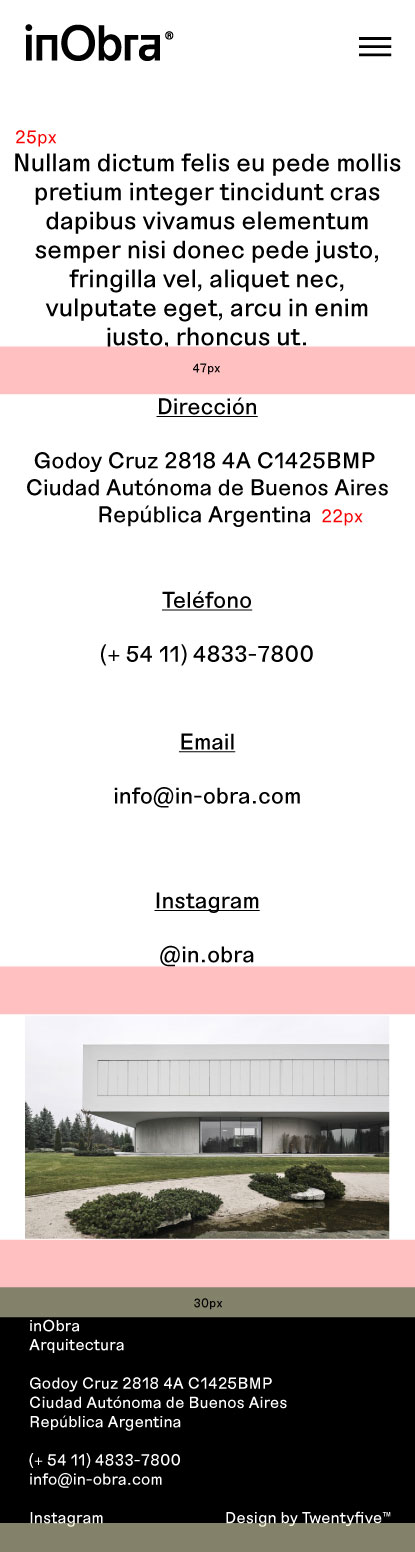 inObra®
25px
Nullam dictum felis eu pede mollis
pretium integer tincidunt cras
dapibus vivamus elementum
semper nisi donec pede justo,
fringilla vel, aliquet nec,
vulputate eget, arcu in enim
justo, rhoncus ut.
47px
Dirección
Godoy Cruz 2818 4A C1425BMP
Ciudad Autónoma de Buenos Aires
República Argentina 22px
Teléfono
(+ 54 11) 4833-7800
Email
info@in-obra.com
Instagram
@in.obra
30px
inObra
Arquitectura
Godoy Cruz 2818 4A C1425BMP
Ciudad Autónoma de Buenos Aires
República Argentina
(+ 54 11) 4833-7800
info@in-obra.com
Instagram Design by Twentyfive™